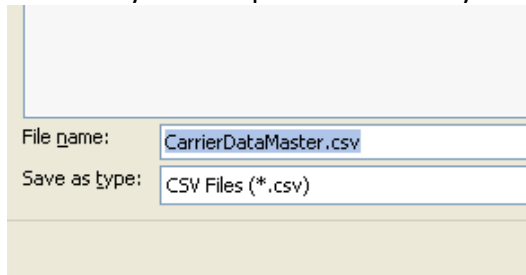 File name:
CarrierDataMaster.csv
Save as type:
CSV Files (*.csv)